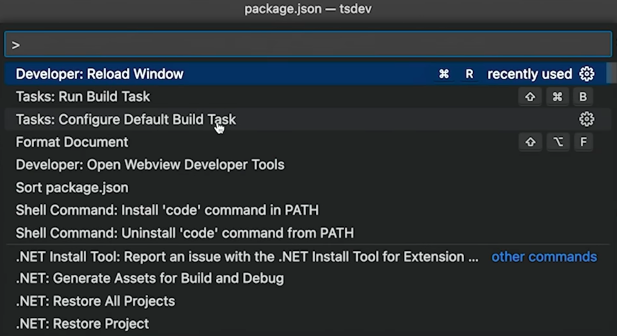 package.json — tsdev
>
Developer: Reload Window ⌘ R recently used
Tasks: Run Build Task ⇧ ⌘ B
Tasks: Configure Default Build Task
Format Document ⇧ ⌥ F
Developer: Open Webview Developer Tools
Sort package.json
Shell Command: Install 'code' command in PATH
Shell Command: Uninstall 'code' command from PATH
.NET Install Tool: Report an issue with the .NET Install Tool for Extension ... other commands
.NET: Generate Assets for Build and Debug
.NET: Restore All Projects
.NET: Restore Project